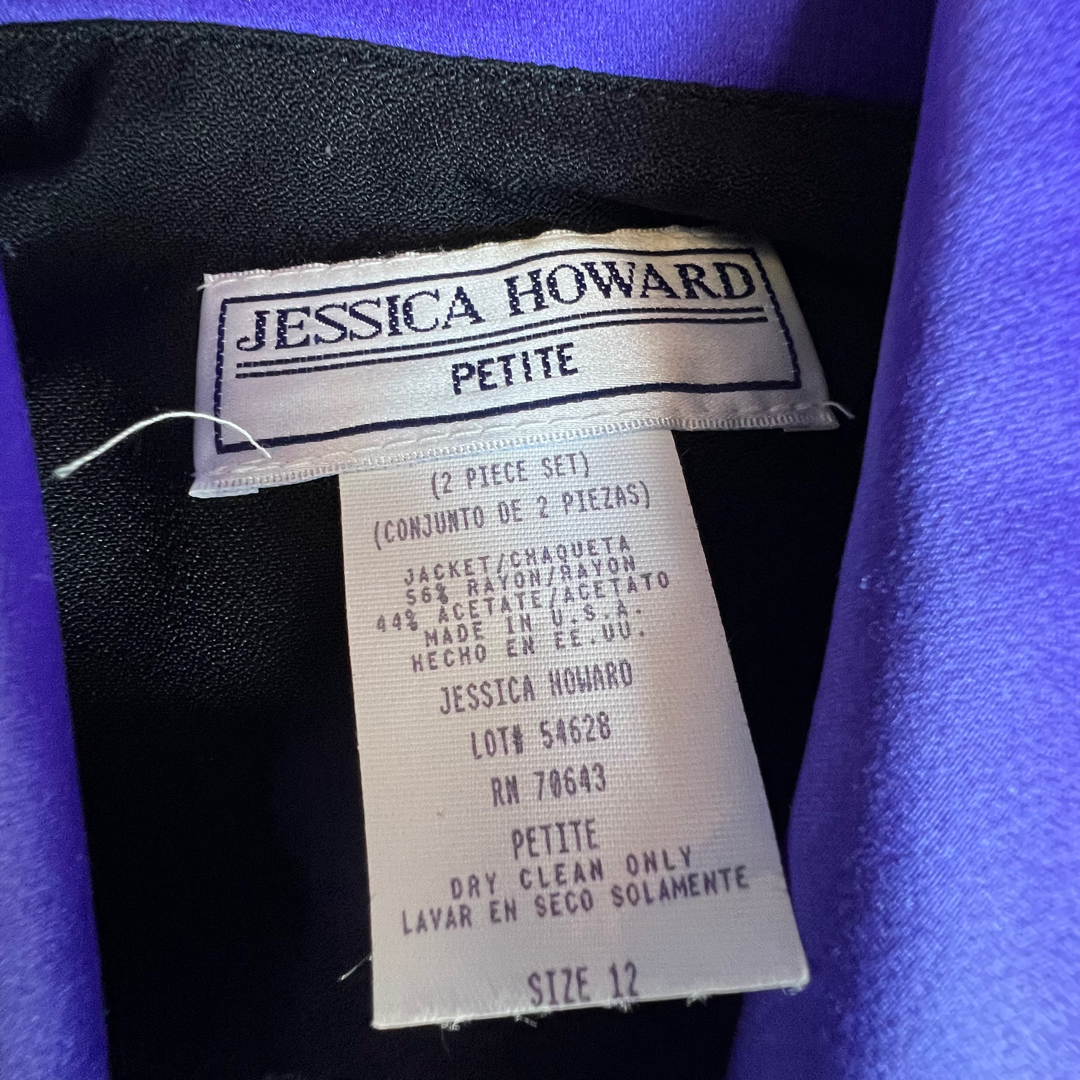 JESSICA HOWARD
PETITE
(2 PIECE SET)
(CONJUNTO DE 2 PIEZAS)
JACKET/CHAQUETA
56% RAYON/RAYON
44% ACETATE/ACETATO
MADE IN U.S.A.
HECHO EN EE.UU.
JESSICA HOWARD
LOT# 54628
RN 70643
PETITE
DRY CLEAN ONLY
LAVAR EN SECO SOLAMENTE
SIZE 12